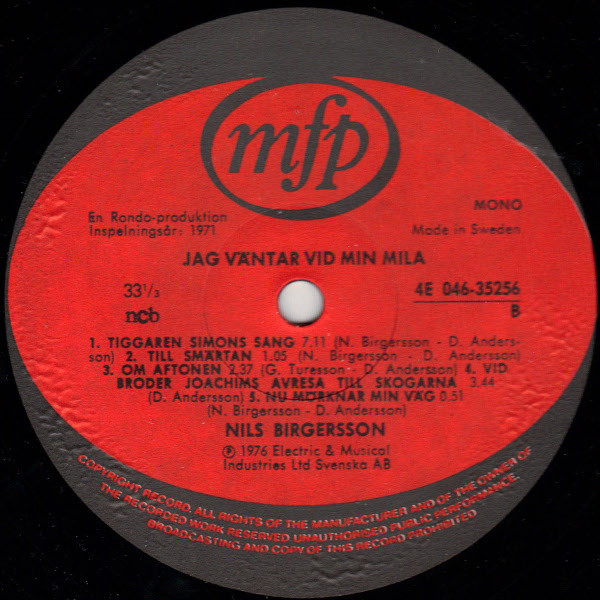 mfp
En Rondo-produktion
Inspelningsår: 1971
MONO
Made in Sweden
JAG VÄNTAR VID MIN MILA
33 1/3
4E 046-35256
ncb
B
1. TIGGAREN SIMONS SANG 7.11 (N. Birgersson - D. Anders-
son) 2. TILL SMÄRTAN 1.05 (N. Birgersson - D. Andersson)
3. OM AFTONEN 2,37 (G. Turesson - D. Andersson) 4. VID
BRODER JOACHIMS AVRESA TILL SKOGARNA 3.44
(D. Andersson) 5. NU MÖRKNAR MIN VÄG 0.51
(N. Birgersson - D. Andersson)
NILS BIRGERSSON
Ⓟ 1976 Electric & Musical
Industries Ltd Svenska AB
COPYRIGHT RECORD. ALL RIGHTS OF THE MANUFACTURER AND OF THE OWNER OF
THE RECORDED WORK RESERVED UNAUTHORISED PUBLIC PERFORMANCE.
BROADCASTING AND COPY OF THIS RECORD PROHIBITED